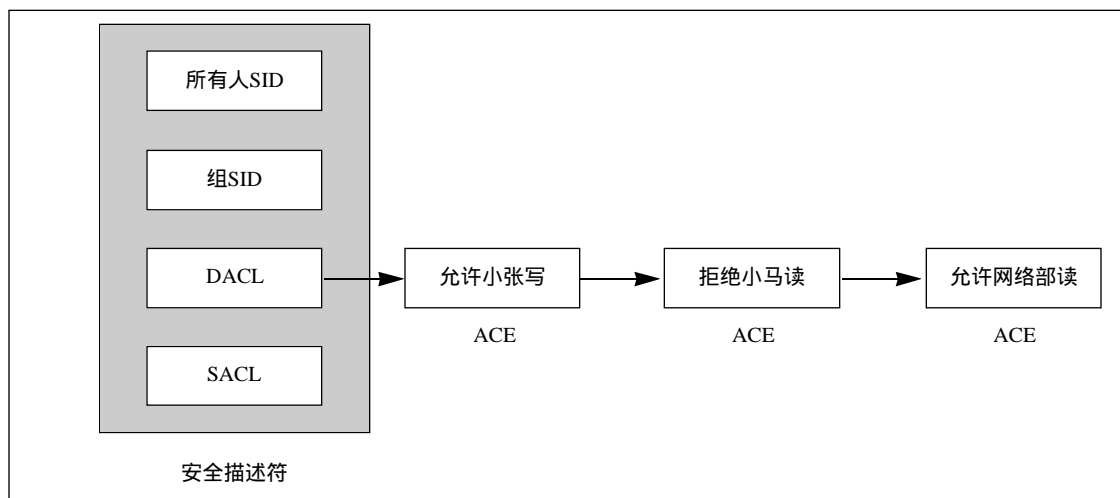 所有人SID
组SID
DACL
允许小张写
拒绝小马读
允许网络部读
ACE
ACE
ACE
SACL
安全描述符